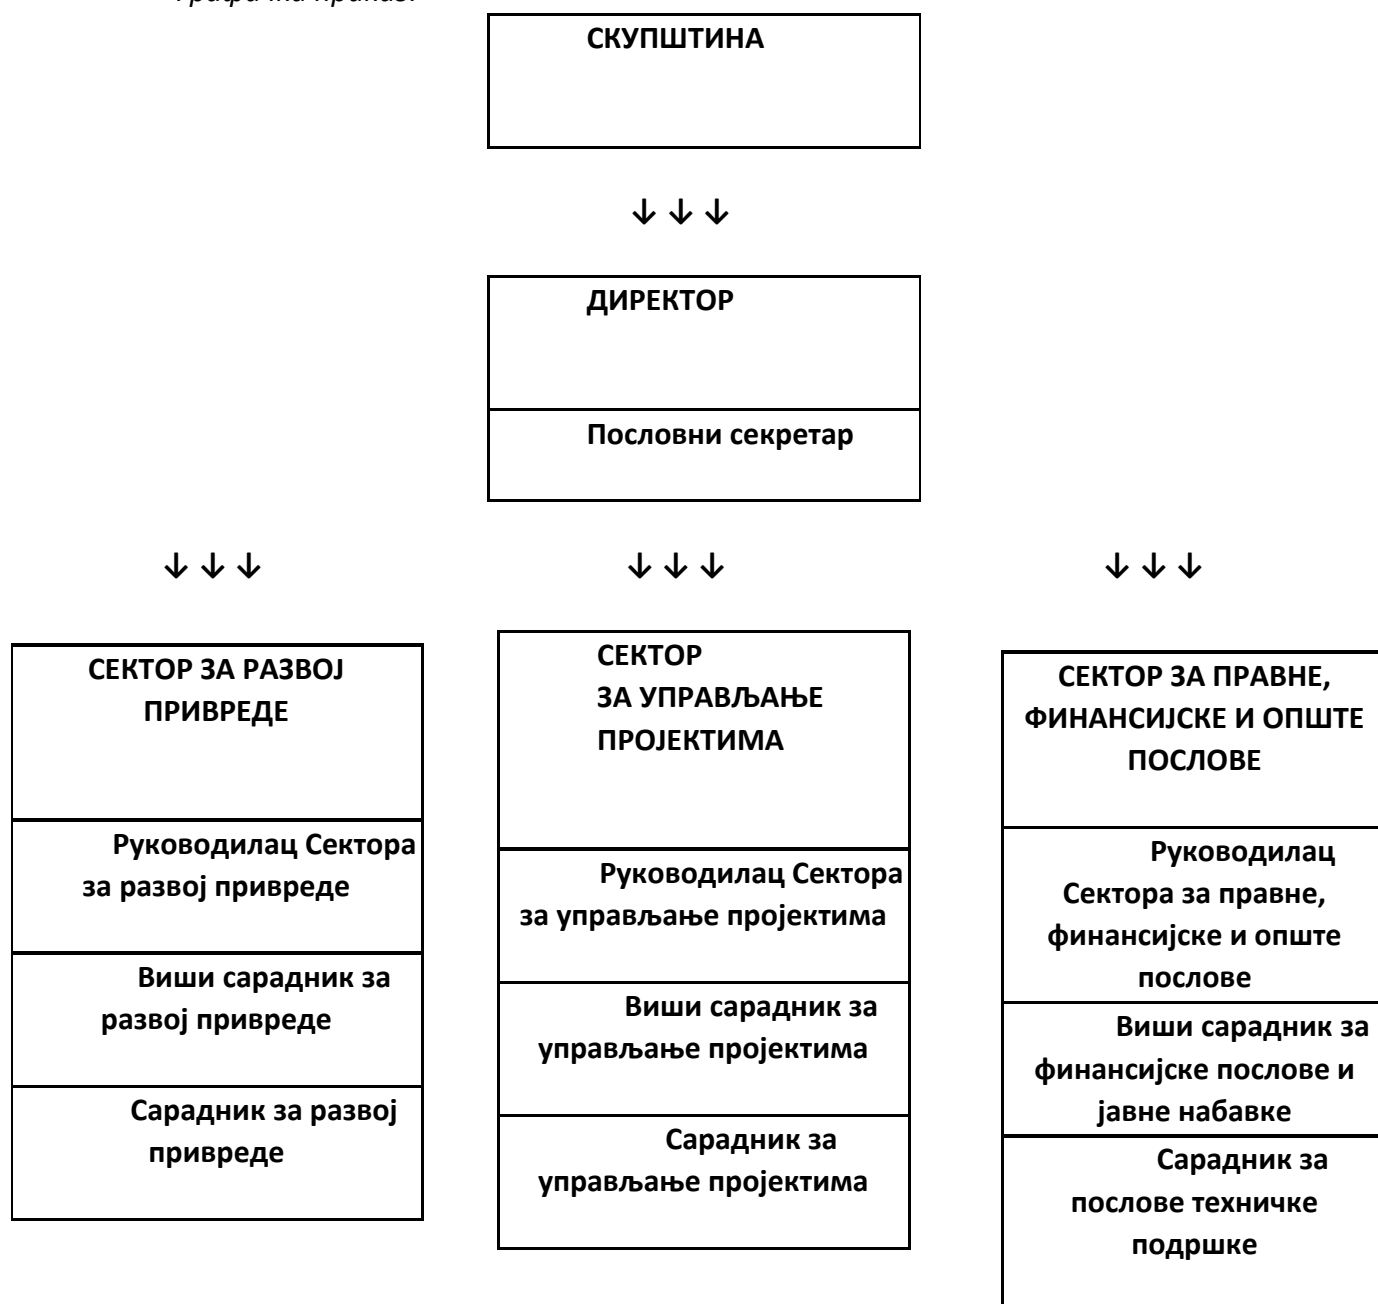 СКУПШТИНА
↓ ↓ ↓
ДИРЕКТОР
Пословни секретар
↓ ↓ ↓
↓ ↓ ↓
↓ ↓ ↓
СЕКТОР ЗА РАЗВОЈ
ПРИВРЕДЕ
Руководилац Сектора
за развој привреде
Виши сарадник за
развој привреде
Сарадник за развој
привреде
СЕКТОР
ЗА УПРАВЉАЊЕ
ПРОЈЕКТИМА
Руководилац Сектора
за управљање пројектима
Виши сарадник за
управљање пројектима
Сарадник за
управљање пројектима
СЕКТОР ЗА ПРАВНЕ,
ФИНАНСИЈСКЕ И ОПШТЕ
ПОСЛОВЕ
Руководилац
Сектора за правне,
финансијске и опште
послове
Виши сарадник за
финансијске послове и
јавне набавке
Сарадник за
послове техничке
подршке